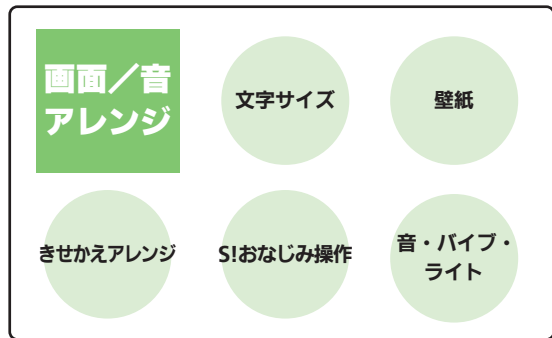 画面／音
アレンジ
文字サイズ
壁紙
きせかえアレンジ
S!おなじみ操作
音・バイブ・
ライト